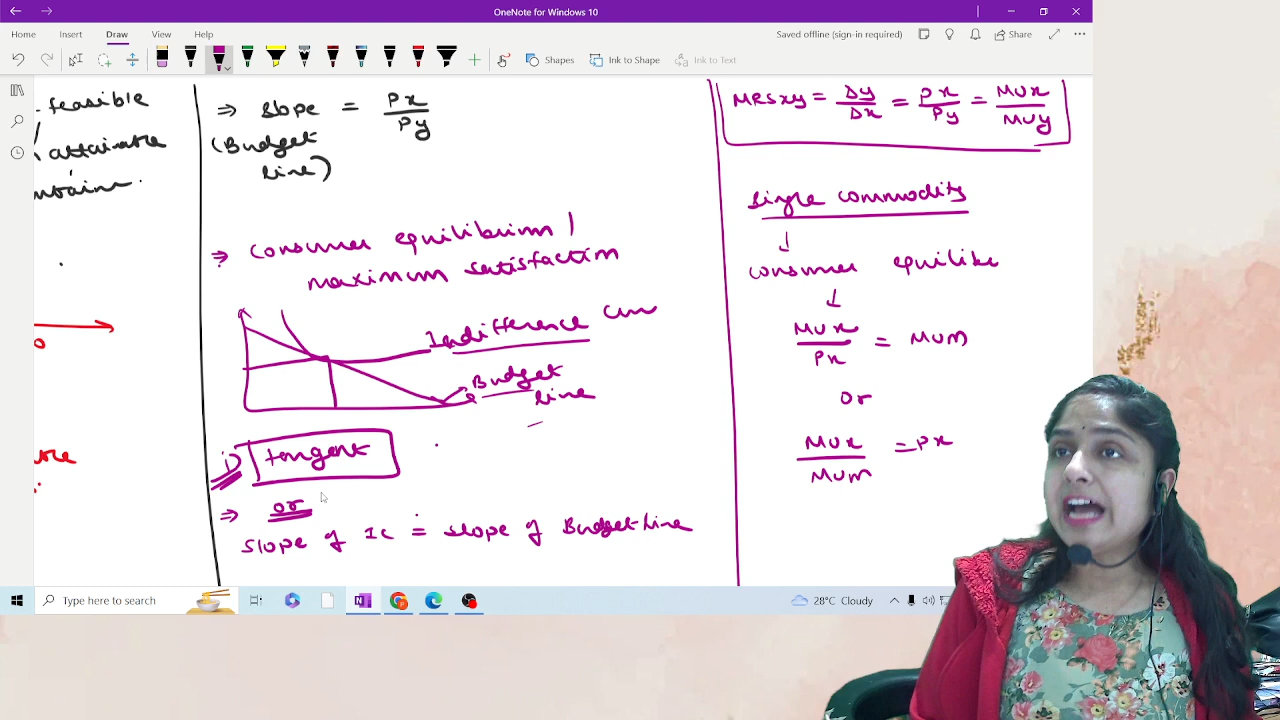 OneNote for Windows 10
Home Insert Draw View Help
Saved offline (sign-in required)
Share
Shapes
Ink to Shape
Ink to Text
feasible
attainable
⇒ Slope = Px/Py
(Budget
line)
⇒ consumer equilibrium /
maximum satisfaction
Indifference
Budget
line
i) tangent
⇒ or
slope of IC = slope of Budget line
MRSxy = Δy/Δx = Px/Py = MUx/MUy
Single commodity
↓
consumer
↓
MUx/Px = MUm
or
MUx/MUm = Px
Type here to search
28°C Cloudy